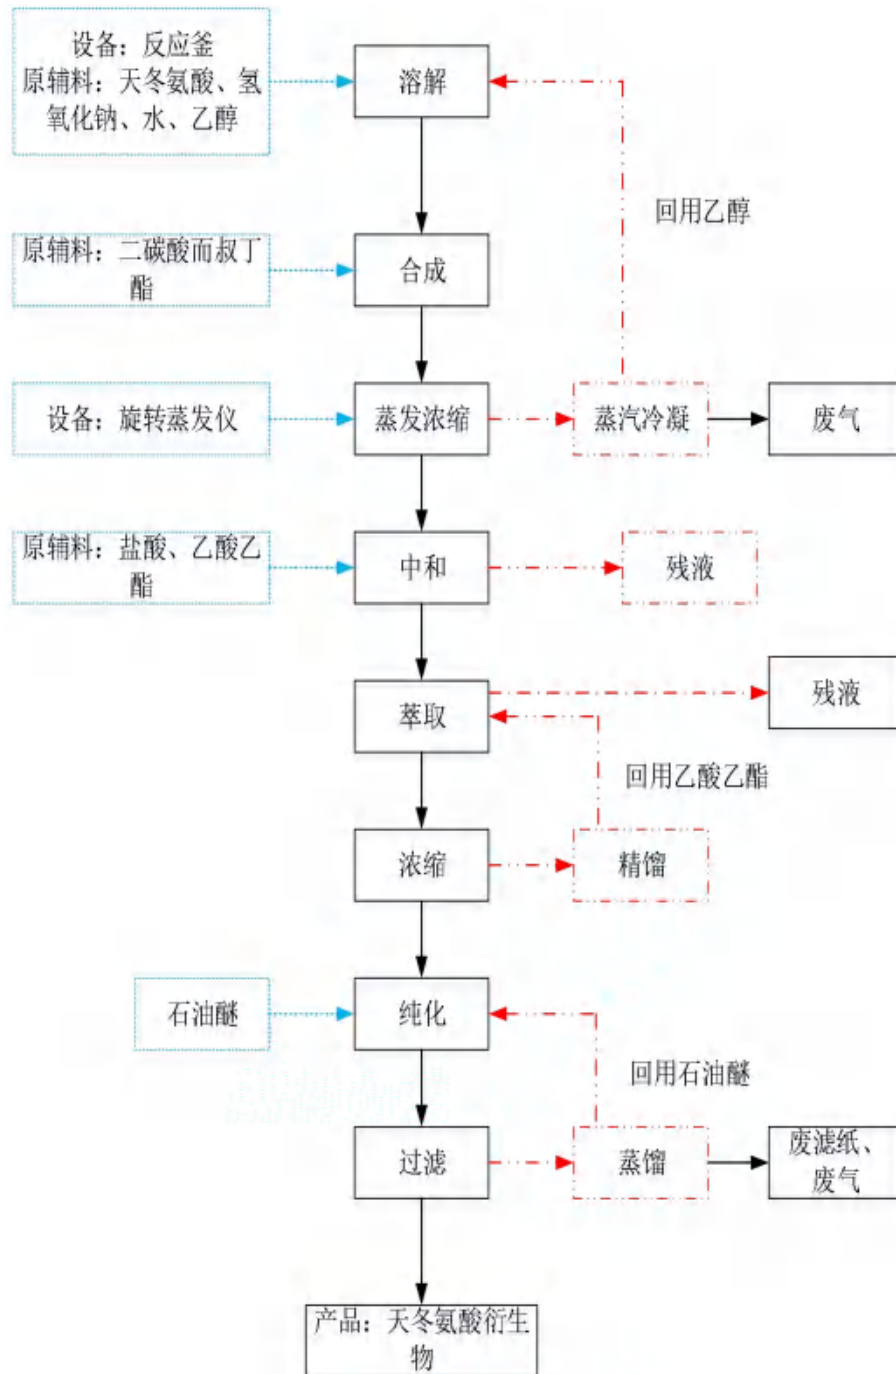 设备：反应釜
原辅料：天冬氨酸、氢
氧化钠、水、乙醇
溶解
回用乙醇
原辅料：二碳酸而叔丁
酯
合成
设备：旋转蒸发仪
蒸发浓缩
蒸汽冷凝
废气
原辅料：盐酸、乙酸乙
酯
中和
残液
萃取
残液
回用乙酸乙酯
浓缩
精馏
石油醚
纯化
回用石油醚
过滤
蒸馏
废滤纸、
废气
产品：天冬氨酸衍生
物